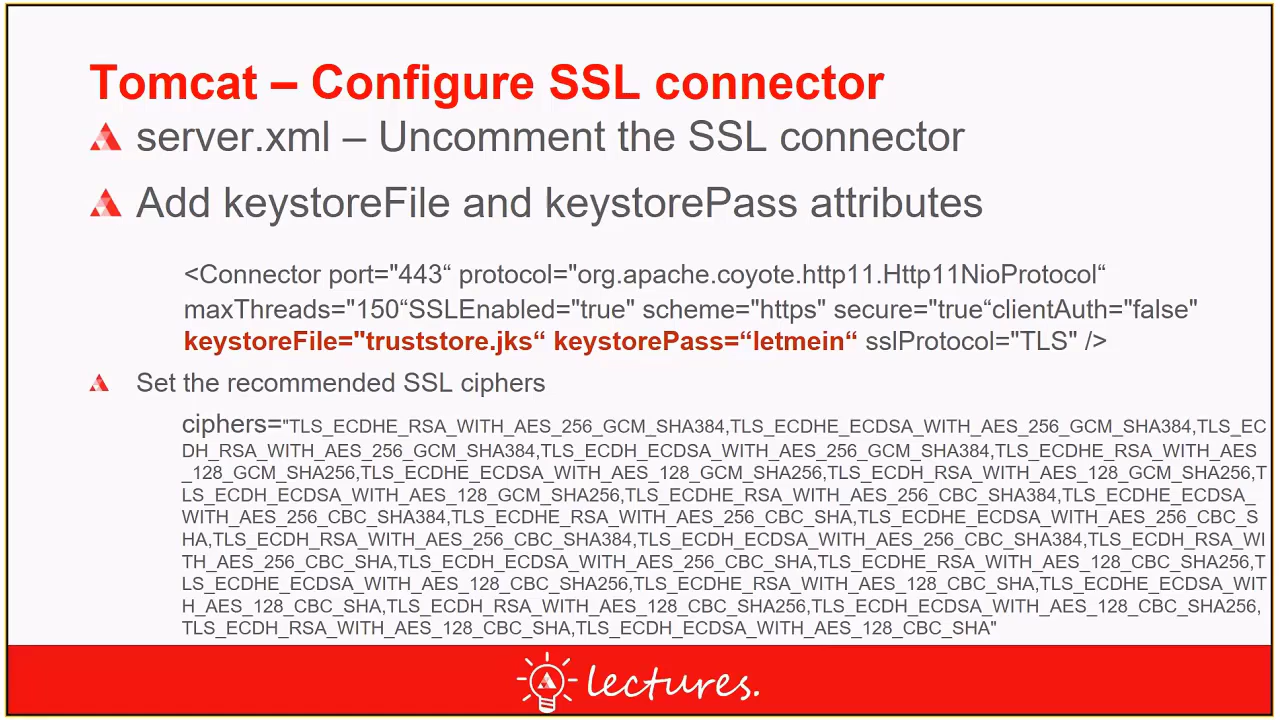 Tomcat – Configure SSL connector
server.xml – Uncomment the SSL connector
Add keystoreFile and keystorePass attributes
<Connector port="443“ protocol="org.apache.coyote.http11.Http11NioProtocol“
maxThreads="150“SSLEnabled="true" scheme="https" secure="true“clientAuth="false"
keystoreFile="truststore.jks“ keystorePass=“letmein“ sslProtocol="TLS" />
Set the recommended SSL ciphers
ciphers="TLS_ECDHE_RSA_WITH_AES_256_GCM_SHA384,TLS_ECDHE_ECDSA_WITH_AES_256_GCM_SHA384,TLS_EC
DH_RSA_WITH_AES_256_GCM_SHA384,TLS_ECDH_ECDSA_WITH_AES_256_GCM_SHA384,TLS_ECDHE_RSA_WITH_AES
_128_GCM_SHA256,TLS_ECDHE_ECDSA_WITH_AES_128_GCM_SHA256,TLS_ECDH_RSA_WITH_AES_128_GCM_SHA256,T
LS_ECDH_ECDSA_WITH_AES_128_GCM_SHA256,TLS_ECDHE_RSA_WITH_AES_256_CBC_SHA384,TLS_ECDHE_ECDSA_
WITH_AES_256_CBC_SHA384,TLS_ECDHE_RSA_WITH_AES_256_CBC_SHA,TLS_ECDHE_ECDSA_WITH_AES_256_CBC_S
HA,TLS_ECDH_RSA_WITH_AES_256_CBC_SHA384,TLS_ECDH_ECDSA_WITH_AES_256_CBC_SHA384,TLS_ECDH_RSA_WI
TH_AES_256_CBC_SHA,TLS_ECDH_ECDSA_WITH_AES_256_CBC_SHA,TLS_ECDHE_RSA_WITH_AES_128_CBC_SHA256,T
LS_ECDHE_ECDSA_WITH_AES_128_CBC_SHA256,TLS_ECDHE_RSA_WITH_AES_128_CBC_SHA,TLS_ECDHE_ECDSA_WIT
H_AES_128_CBC_SHA,TLS_ECDH_RSA_WITH_AES_128_CBC_SHA256,TLS_ECDH_ECDSA_WITH_AES_128_CBC_SHA256,
TLS_ECDH_RSA_WITH_AES_128_CBC_SHA,TLS_ECDH_ECDSA_WITH_AES_128_CBC_SHA"
lectures.